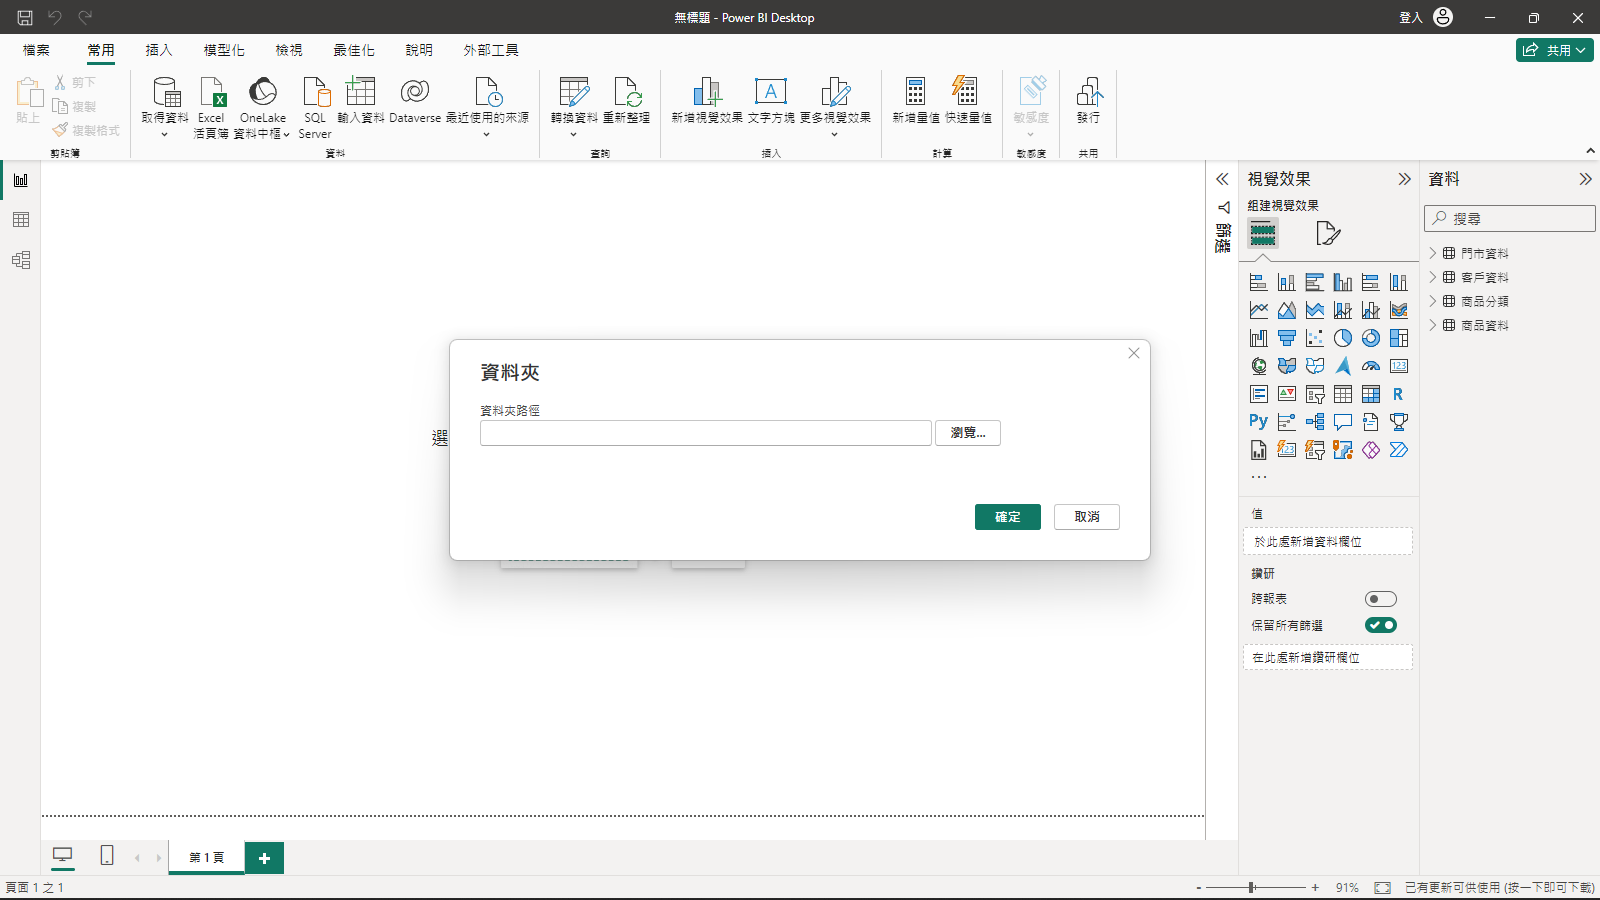 無標題 - Power BI Desktop
登入
檔案
常用
插入
模型化
檢視
最佳化
說明
外部工具
共用
貼上
剪下
複製
複製格式
剪貼簿
取得資料
Excel
活頁簿
OneLake
資料中樞
SQL
Server
輸入資料
Dataverse
最近使用的來源
資料
轉換資料
重新整理
查詢
新增視覺效果
文字方塊
更多視覺效果
插入
新增量值
快速量值
計算
敏感度
敏感度
發行
共用
篩選
視覺效果
組建視覺效果
資料
搜尋
門市資料
客戶資料
商品分類
商品資料
選
資料夾
資料夾路徑
瀏覽...
確定
取消
值
於此處新增資料欄位
鑽研
跨報表
保留所有篩選
在此處新增鑽研欄位
第 1 頁
頁面 1 之 1
- + 91%
已有更新可供使用 (按一下即可下載)